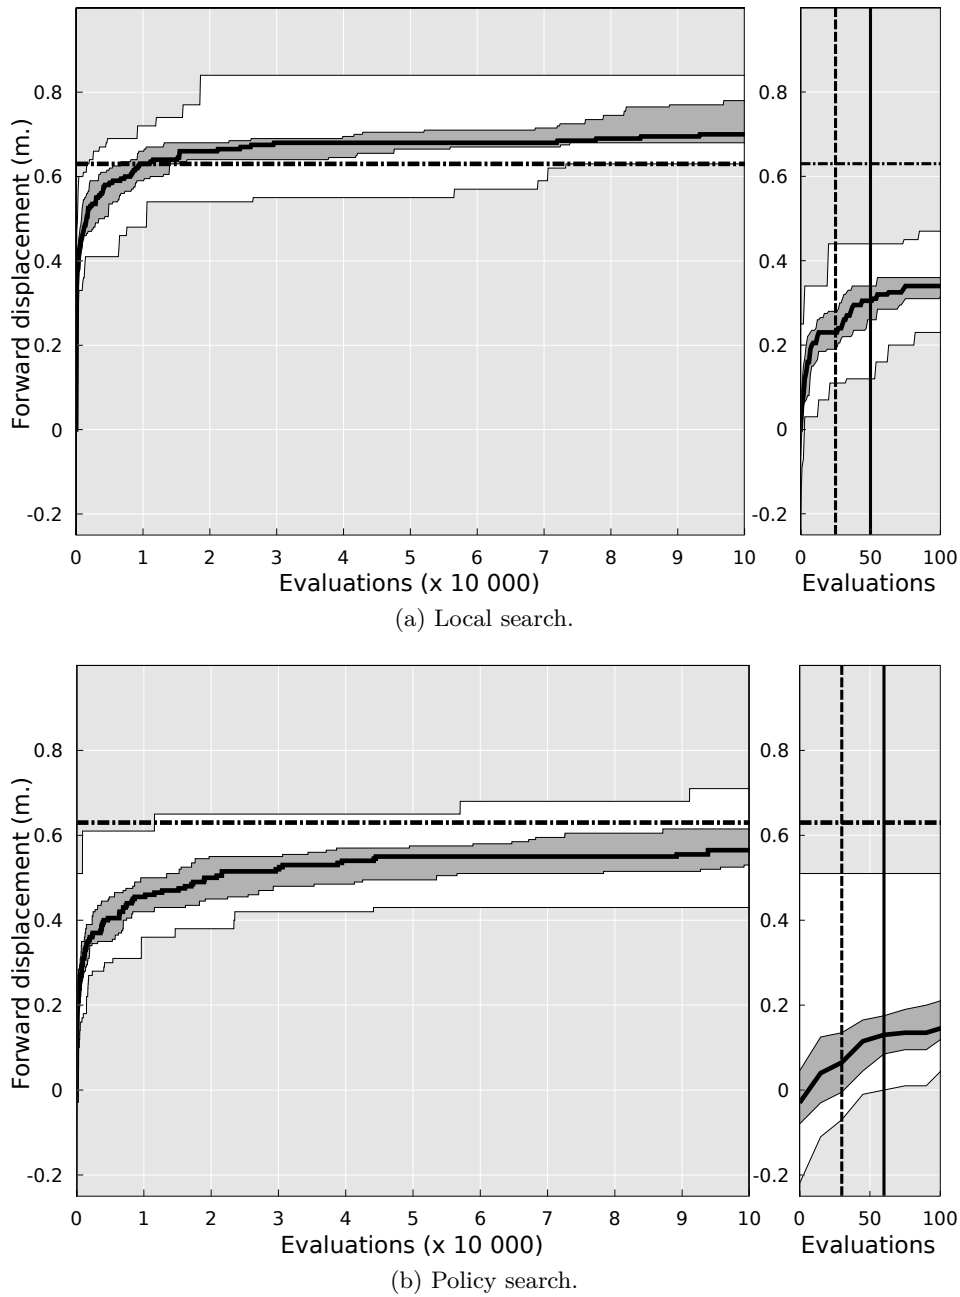 Forward displacement (m.)
0.8
0.6
0.4
0.2
0
-0.2
0 1 2 3 4 5 6 7 8 9 10
Evaluations (x 10 000)
0.8
0.6
0.4
0.2
0
-0.2
0 50 100
Evaluations
(a) Local search.
Forward displacement (m.)
0.8
0.6
0.4
0.2
0
-0.2
0 1 2 3 4 5 6 7 8 9 10
Evaluations (x 10 000)
0.8
0.6
0.4
0.2
0
-0.2
0 50 100
Evaluations
(b) Policy search.